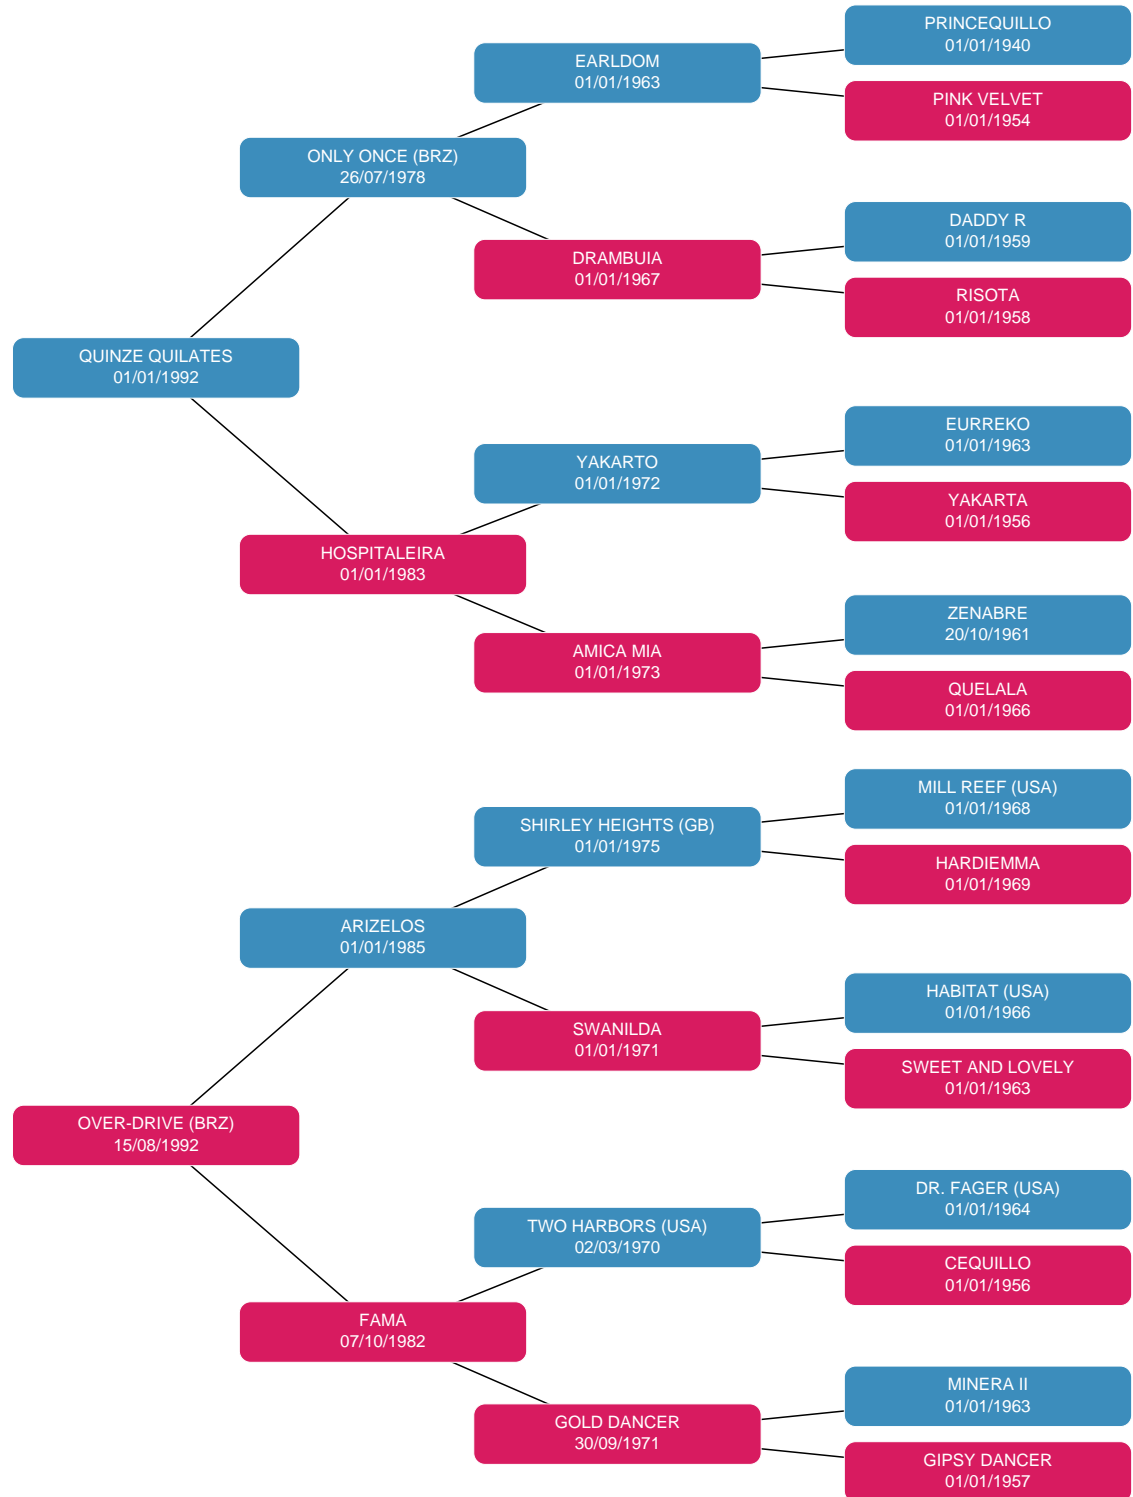 PRINCEQUILLO
01/01/1940
EARLDOM
01/01/1963
PINK VELVET
01/01/1954
ONLY ONCE (BRZ)
26/07/1978
DADDY R
01/01/1959
DRAMBUIA
01/01/1967
RISOTA
01/01/1958
QUINZE QUILATES
01/01/1992
EURREKO
01/01/1963
YAKARTO
01/01/1972
YAKARTA
01/01/1956
HOSPITALEIRA
01/01/1983
ZENABRE
20/10/1961
AMICA MIA
01/01/1973
QUELALA
01/01/1966
MILL REEF (USA)
01/01/1968
SHIRLEY HEIGHTS (GB)
01/01/1975
HARDIEMMA
01/01/1969
ARIZELOS
01/01/1985
HABITAT (USA)
01/01/1966
SWANILDA
01/01/1971
SWEET AND LOVELY
01/01/1963
OVER-DRIVE (BRZ)
15/08/1992
DR. FAGER (USA)
01/01/1964
TWO HARBORS (USA)
02/03/1970
CEQUILLO
01/01/1956
FAMA
07/10/1982
MINERA II
01/01/1963
GOLD DANCER
30/09/1971
GIPSY DANCER
01/01/1957